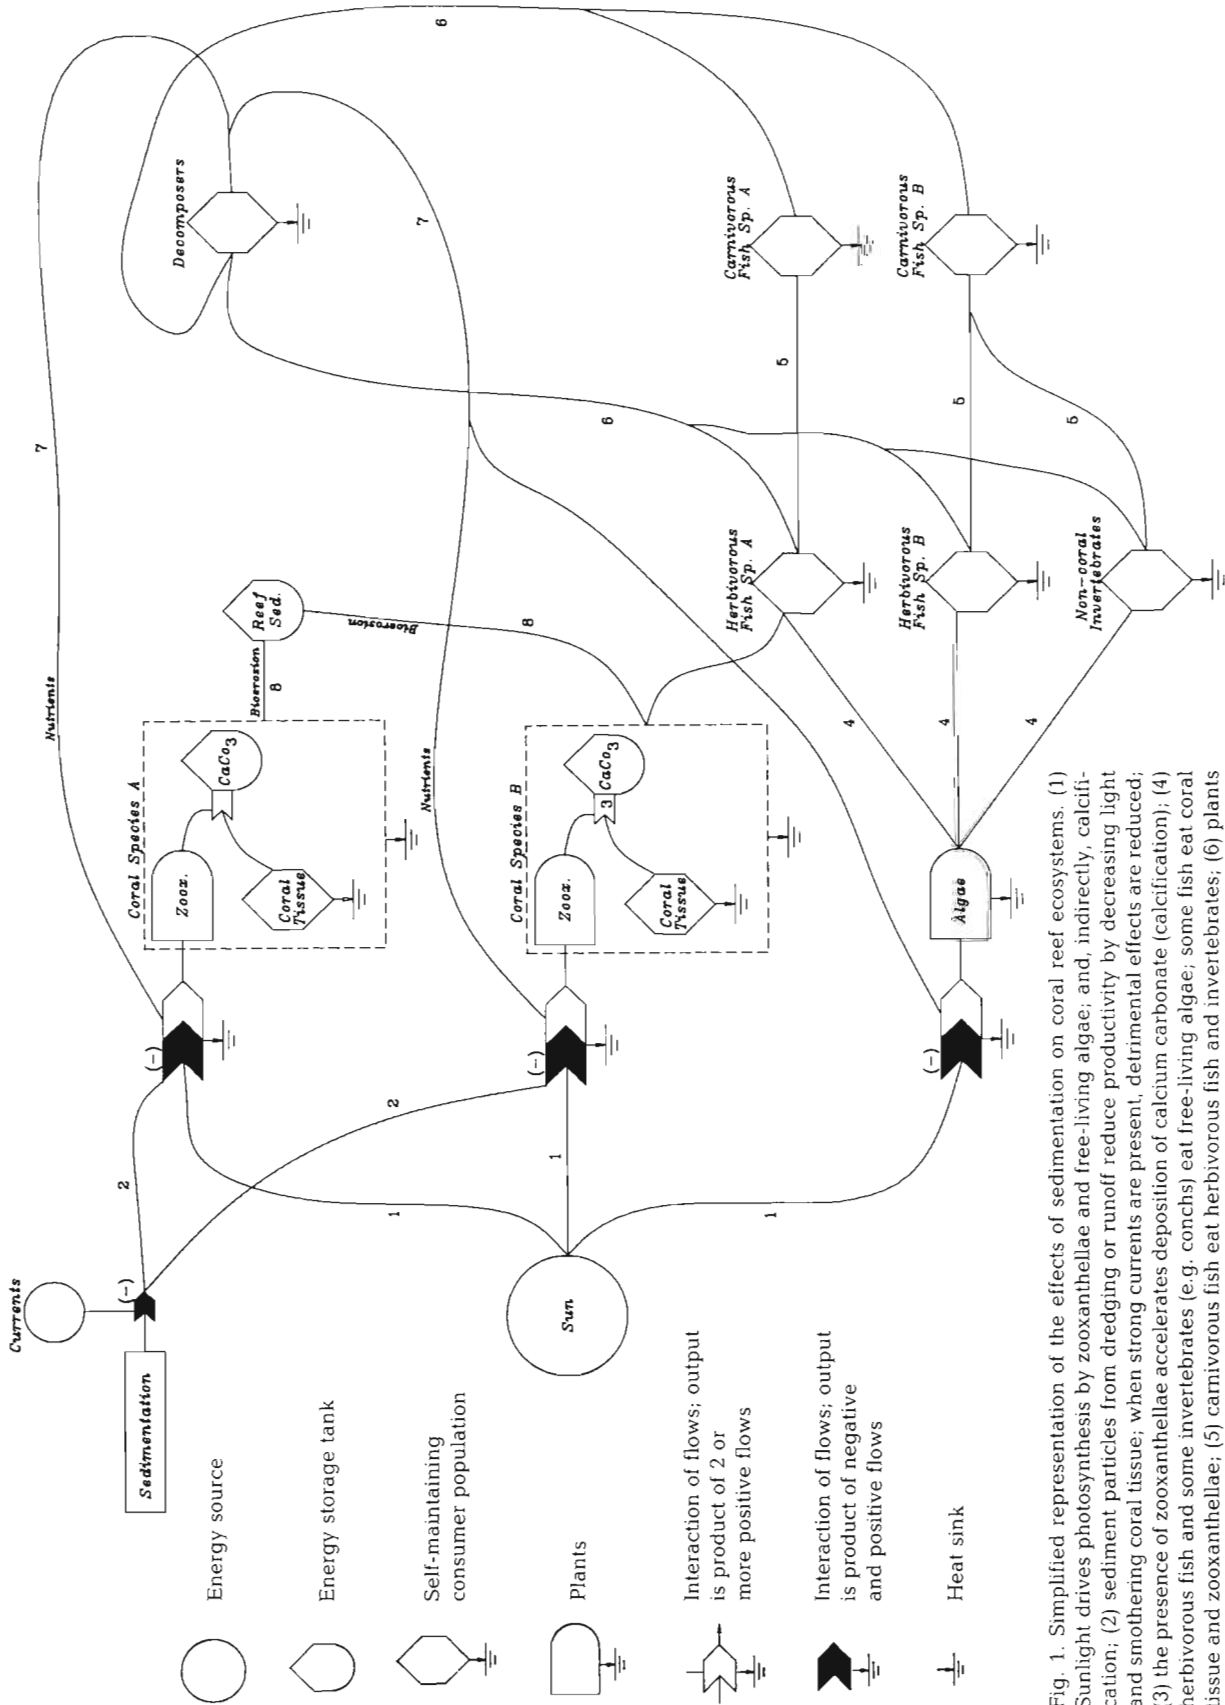 Currents
Sedimentation
(-)
2
2
Sun
1
1
1
(-)
(-)
(-)
Nutrients
7
Coral Species A
Zoox.
Coral
Tissue
CaCo3
Bioerosion
8
Reef
Sed.
Bioerosion
8
Decomposers
7
6
Nutrients
Coral Species B
Zoox.
Coral
Tissue
3
CaCo3
6
Algae
4
4
4
Herbivorous
Fish Sp. A
Herbivorous
Fish Sp. B
Non-coral
Invertebrates
5
5
5
Carnivorous
Fish Sp. A
Carnivorous
Fish Sp. B
Energy source
Energy storage tank
Self-maintaining
consumer population
Plants
Interaction of flows; output
is product of 2 or
more positive flows
Interaction of flows; output
is product of negative
and positive flows
Heat sink
Fig. 1. Simplified representation of the effects of sedimentation on coral reef ecosystems. (1)
Sunlight drives photosynthesis by zooxanthellae and free-living algae; and, indirectly, calcifi-
cation; (2) sediment particles from dredging or runoff reduce productivity by decreasing light
and smothering coral tissue; when strong currents are present, detrimental effects are reduced;
(3) the presence of zooxanthellae accelerates deposition of calcium carbonate (calcification); (4)
herbivorous fish and some invertebrates (e.g. conchs) eat free-living algae; some fish eat coral
tissue and zooxanthellae; (5) carnivorous fish eat herbivorous fish and invertebrates; (6) plants